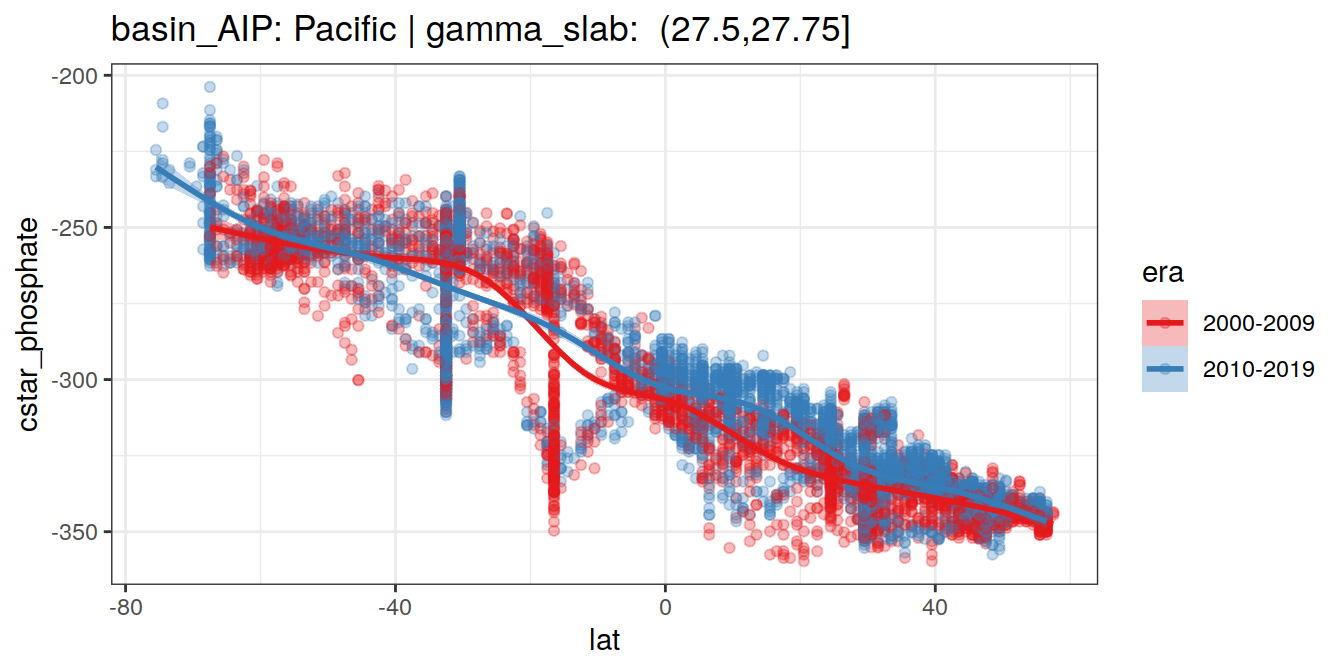 basin_AIP: Pacific | gamma_slab:  (27.5,27.75]
cstar_phosphate
-200
-250
-300
-350
-80
-40
0
40
lat
era
2000-2009
2010-2019